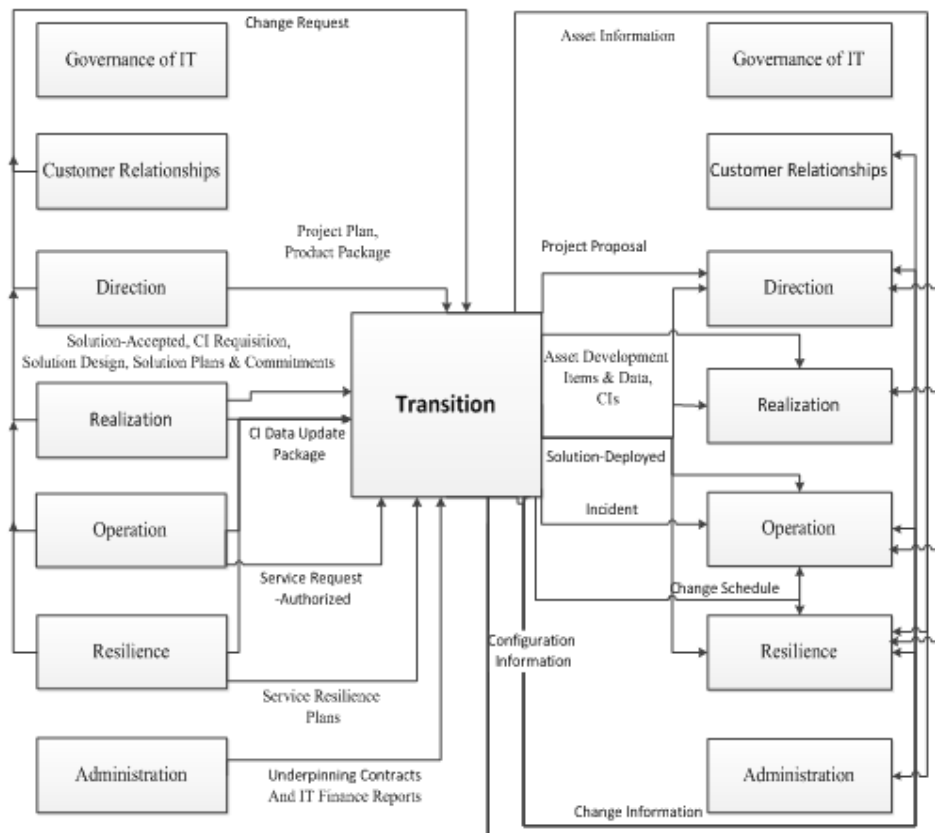 Change Request
Asset Information
Governance of IT
Governance of IT
Customer Relationships
Customer Relationships
Project Plan,
Product Package
Project Proposal
Direction
Direction
Solution-Accepted, CI Requisition,
Solution Design, Solution Plans & Commitments
Transition
Asset Development
Items & Data,
CIs
Realization
Realization
CI Data Update
Package
Solution-Deployed
Incident
Operation
Operation
Service Request
-Authorized
Change Schedule
Configuration
Information
Resilience
Resilience
Service Resilience
Plans
Administration
Administration
Underpinning Contracts
And IT Finance Reports
Change Information